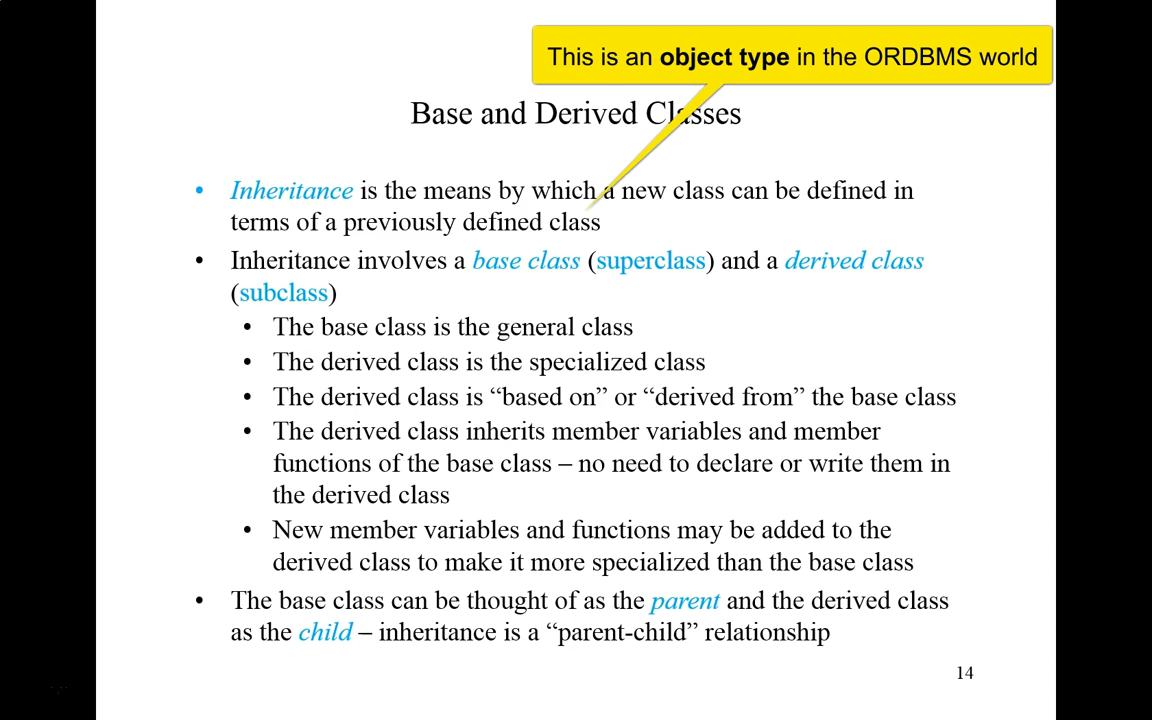 This is an object type in the ORDBMS world
Base and Derived Classes
• Inheritance is the means by which a new class can be defined in
terms of a previously defined class
• Inheritance involves a base class (superclass) and a derived class
(subclass)
• The base class is the general class
• The derived class is the specialized class
• The derived class is “based on” or “derived from” the base class
• The derived class inherits member variables and member
functions of the base class – no need to declare or write them in
the derived class
• New member variables and functions may be added to the
derived class to make it more specialized than the base class
• The base class can be thought of as the parent and the derived class
as the child – inheritance is a “parent-child” relationship
14